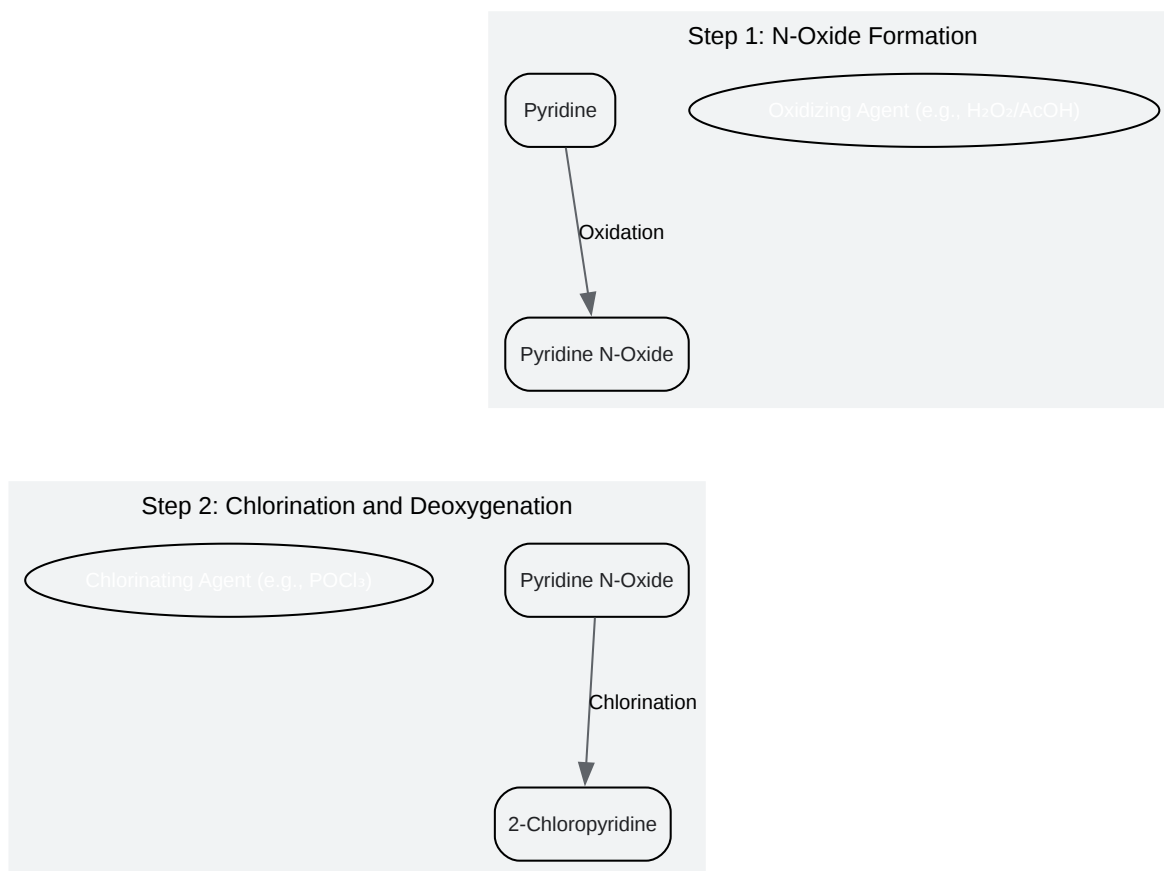 Step 1: N-Oxide Formation
Pyridine
Oxidizing Agent (e.g., H₂O₂/AcOH)
Oxidation
Pyridine N-Oxide
Step 2: Chlorination and Deoxygenation
Chlorinating Agent (e.g., POCl₃)
Pyridine N-Oxide
Chlorination
2-Chloropyridine